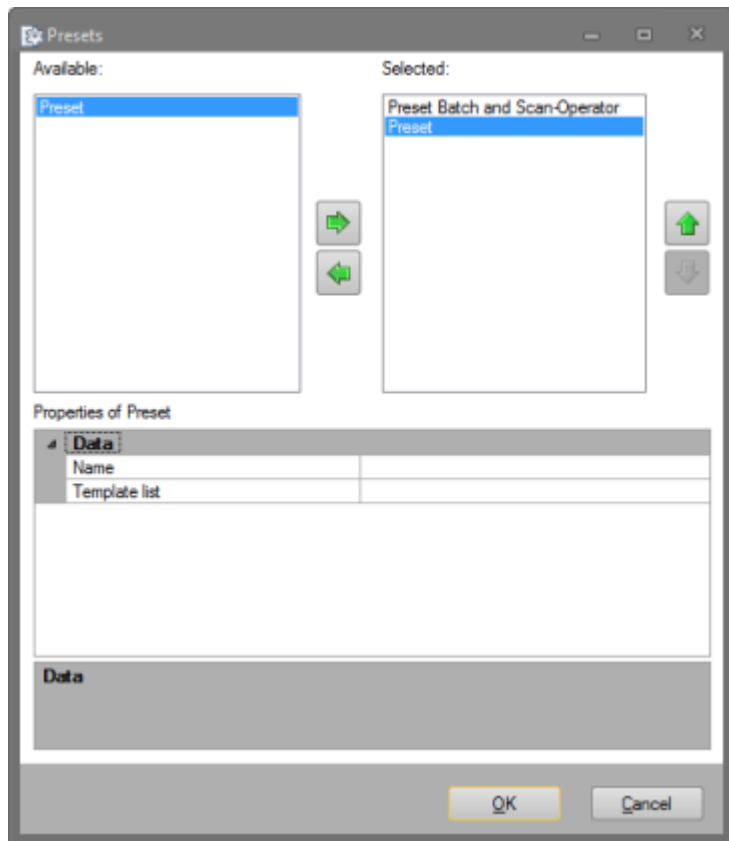 Presets
Available:
Selected:
Preset
Preset Batch and Scan-Operator
Preset
Properties of Preset
Data
Name
Template list
Data
OK
Cancel